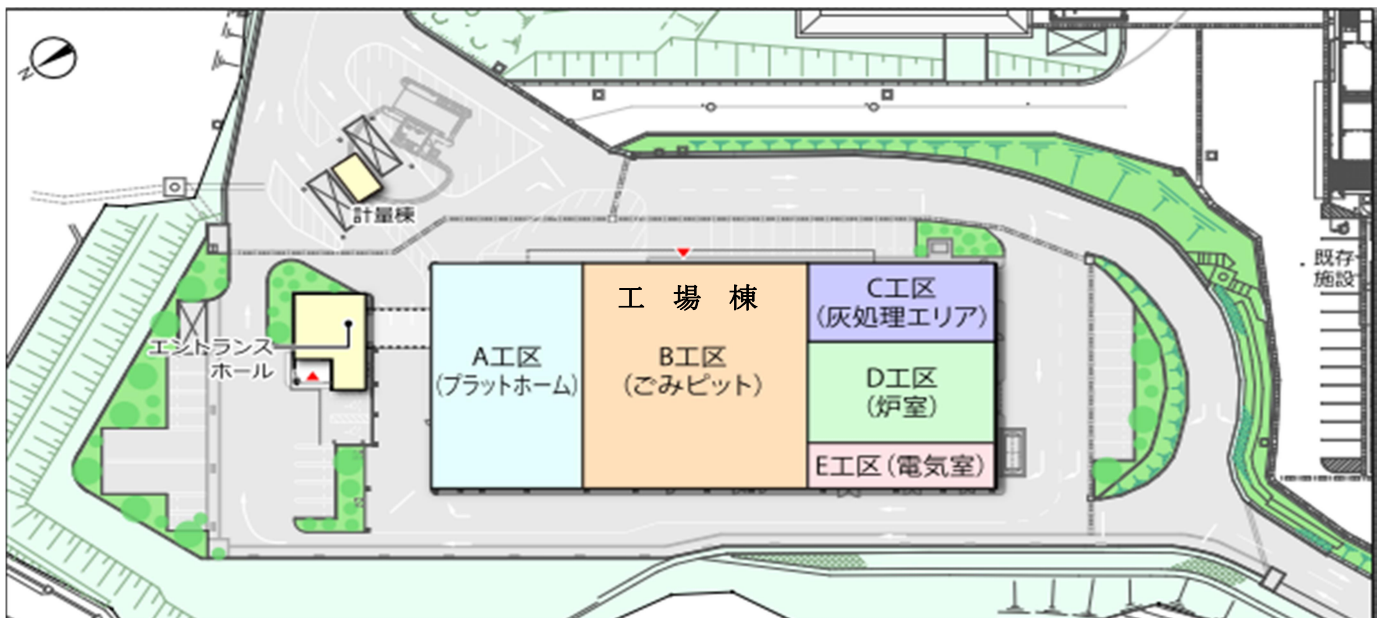 N
計量棟
既存
施設
工場棟
C工区
(灰処理エリア)
エントランス
ホール
A工区
(プラットホーム)
B工区
(ごみピット)
D工区
(炉室)
E工区(電気室)